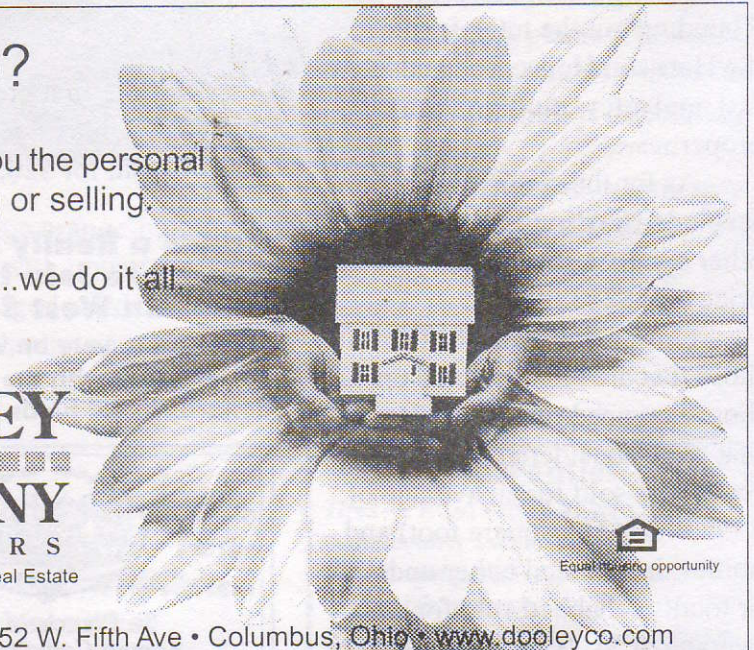 ?
ou the personal
or selling.
...we do it all.
EY
NY
R S
eal Estate
Equal housing opportunity
52 W. Fifth Ave • Columbus, Ohio • www.dooleyco.com